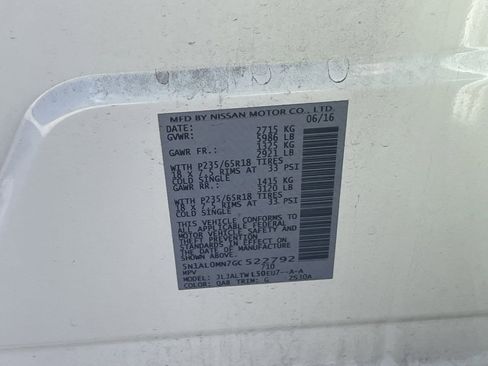 MFD BY NISSAN MOTOR CO., LTD.
DATE: 06/16
GVWR: 2715 KG
5986 LB
GAWR FR.: 1325 KG
2921 LB
WITH P235/65R18 TIRES
18 X 7.5 RIMS AT 33 PSI
COLD SINGLE
GAWR RR.: 1415 KG
3120 LB
WITH P235/65R18 TIRES
18 X 7.5 RIMS AT 33 PSI
COLD SINGLE
THIS VEHICLE CONFORMS TO
ALL APPLICABLE FEDERAL
MOTOR VEHICLE SAFETY AND
THEFT PREVENTION
STANDARDS IN EFFECT ON
THE DATE OF MANUFACTURE
SHOWN ABOVE.
5N1AL0MN7GC522792
MPV 710
MODEL: JLJALTWL50EU7--A-A
COLOR: QAB TRIM: G